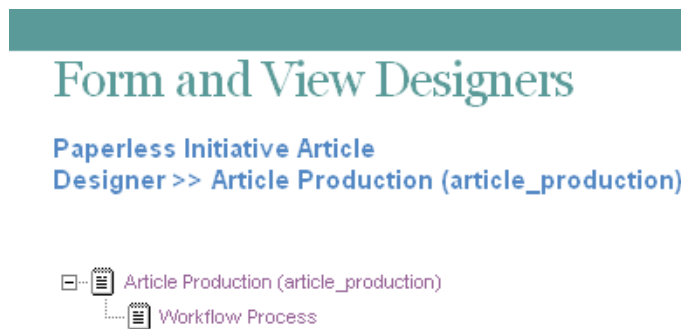 Form and View Designers
Paperless Initiative Article
Designer >> Article Production (article_production)
Article Production (article_production)
Workflow Process